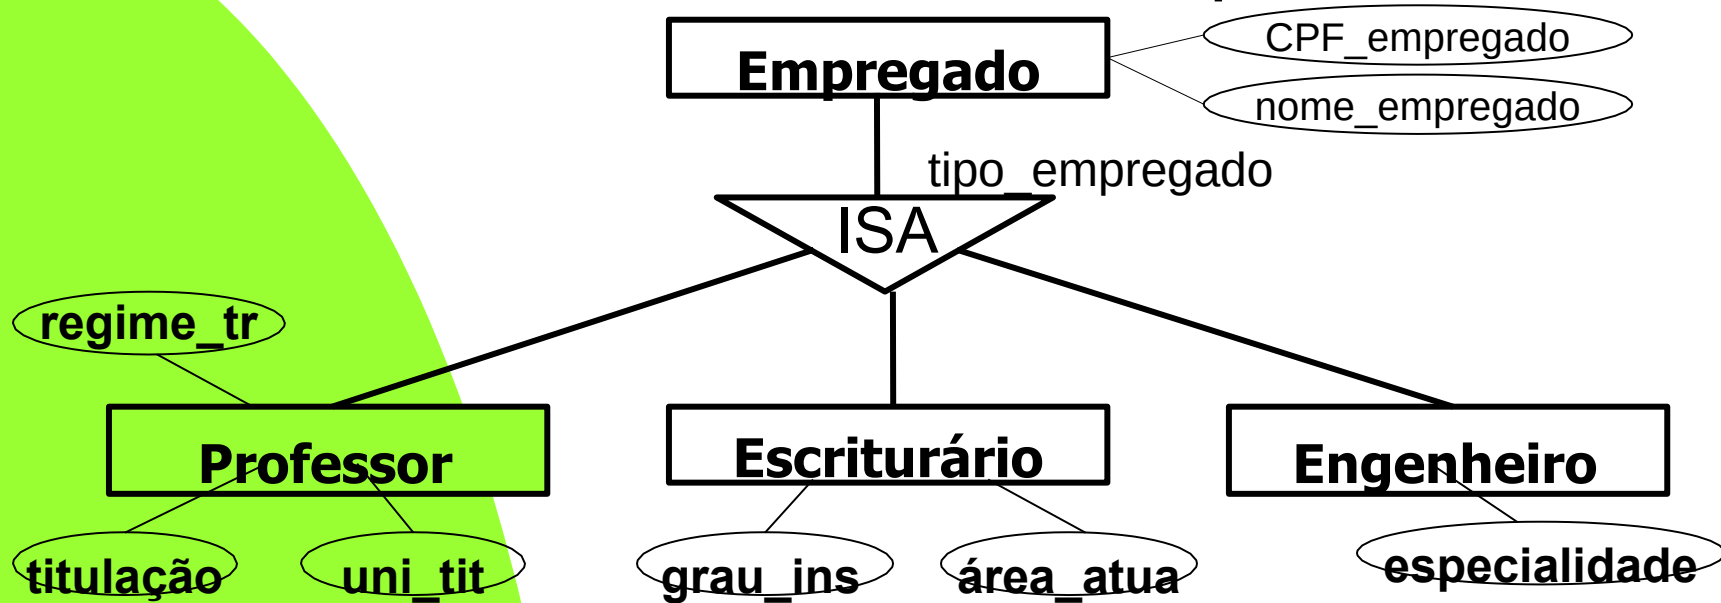 CPF_empregado
Empregado
nome_empregado
tipo_empregado
ISA
regime_tr
Professor
Escriturário
Engenheiro
titulação
uni_tit
grau_ins
área_atua
especialidade